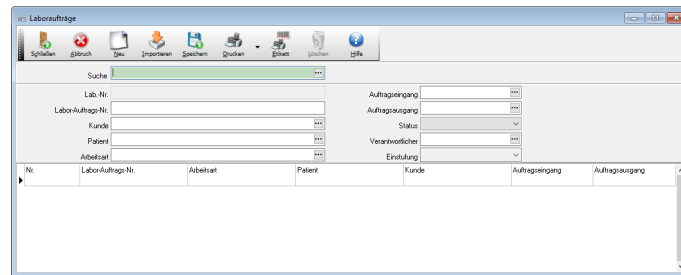 Laboraufträge
Schließen Abbruch Neu Importieren Speichern Drucken Etikett Löschen Hilfe
Suche
Lab.-Nr. Auftragseingang
Labor-Auftrags-Nr. Auftragsausgang
Kunde Status
Patient Verantwortlicher
Arbeitsart Einstufung
Nr. Labor-Auftrags-Nr. Arbeitsart Patient Kunde Auftragseingang Auftragsausgang